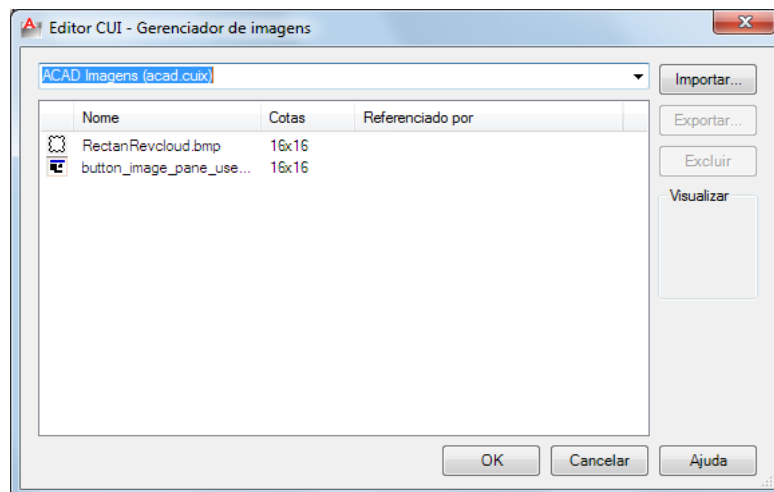 Editor CUI - Gerenciador de imagens
ACAD Imagens (acad.cuix)
Importar...
Nome Cotas Referenciado por
Exportar...
RectanRevcloud.bmp 16x16
button_image_pane_use... 16x16
Excluir
Visualizar
OK Cancelar Ajuda